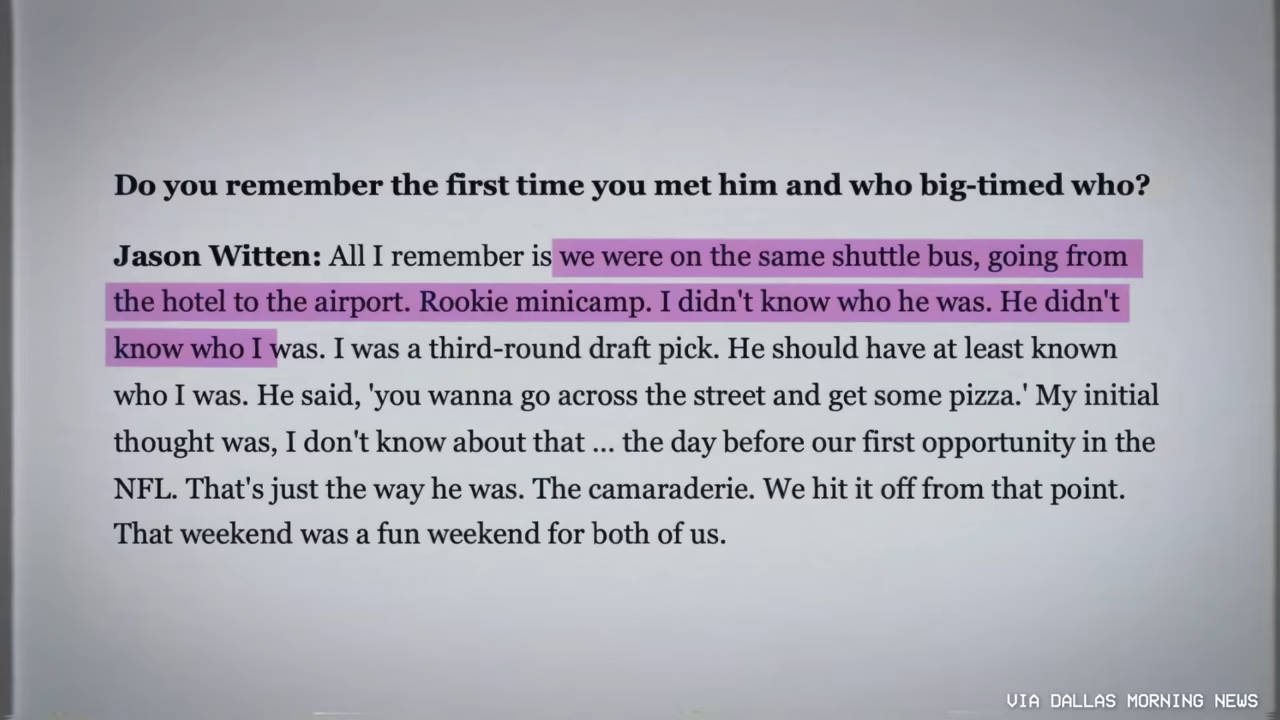 Do you remember the first time you met him and who big-timed who?
Jason Witten: All I remember is we were on the same shuttle bus, going from
the hotel to the airport. Rookie minicamp. I didn't know who he was. He didn't
know who I was. I was a third-round draft pick. He should have at least known
who I was. He said, 'you wanna go across the street and get some pizza.' My initial
thought was, I don't know about that ... the day before our first opportunity in the
NFL. That's just the way he was. The camaraderie. We hit it off from that point.
That weekend was a fun weekend for both of us.
VIA DALLAS MORNING NEWS